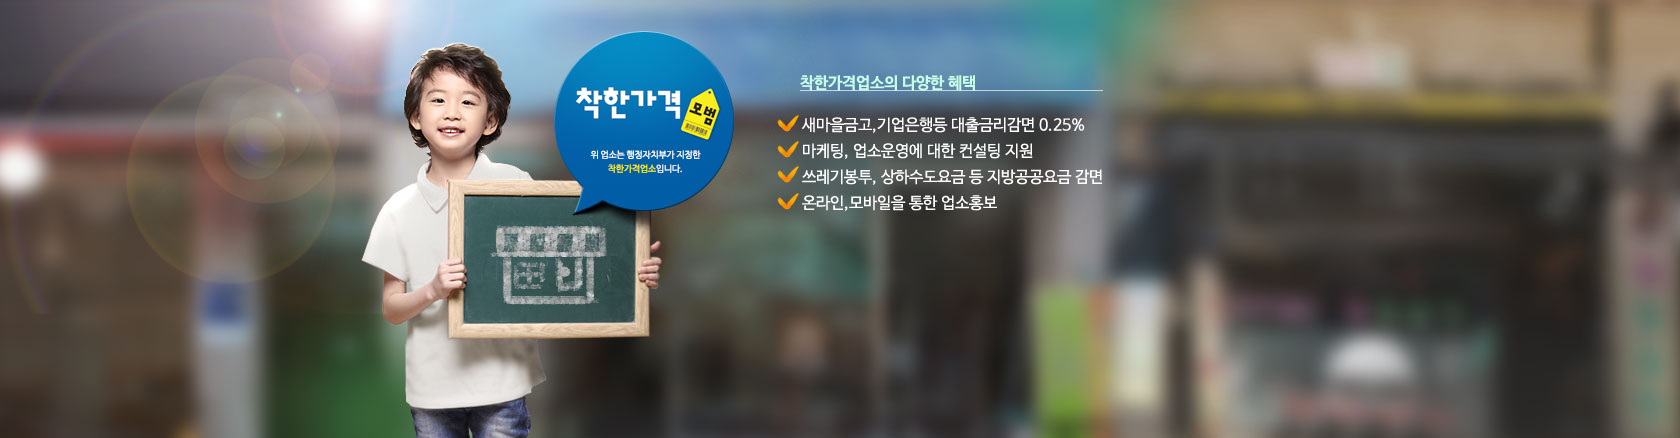 착한가격
모범
위 업소는 행정자치부가 지정한
착한가격업소입니다.
착한가격업소의 다양한 혜택
새마을금고,기업은행등 대출금리감면 0.25%
마케팅, 업소운영에 대한 컨설팅 지원
쓰레기봉투, 상하수도요금 등 지방공공요금 감면
온라인,모바일을 통한 업소홍보